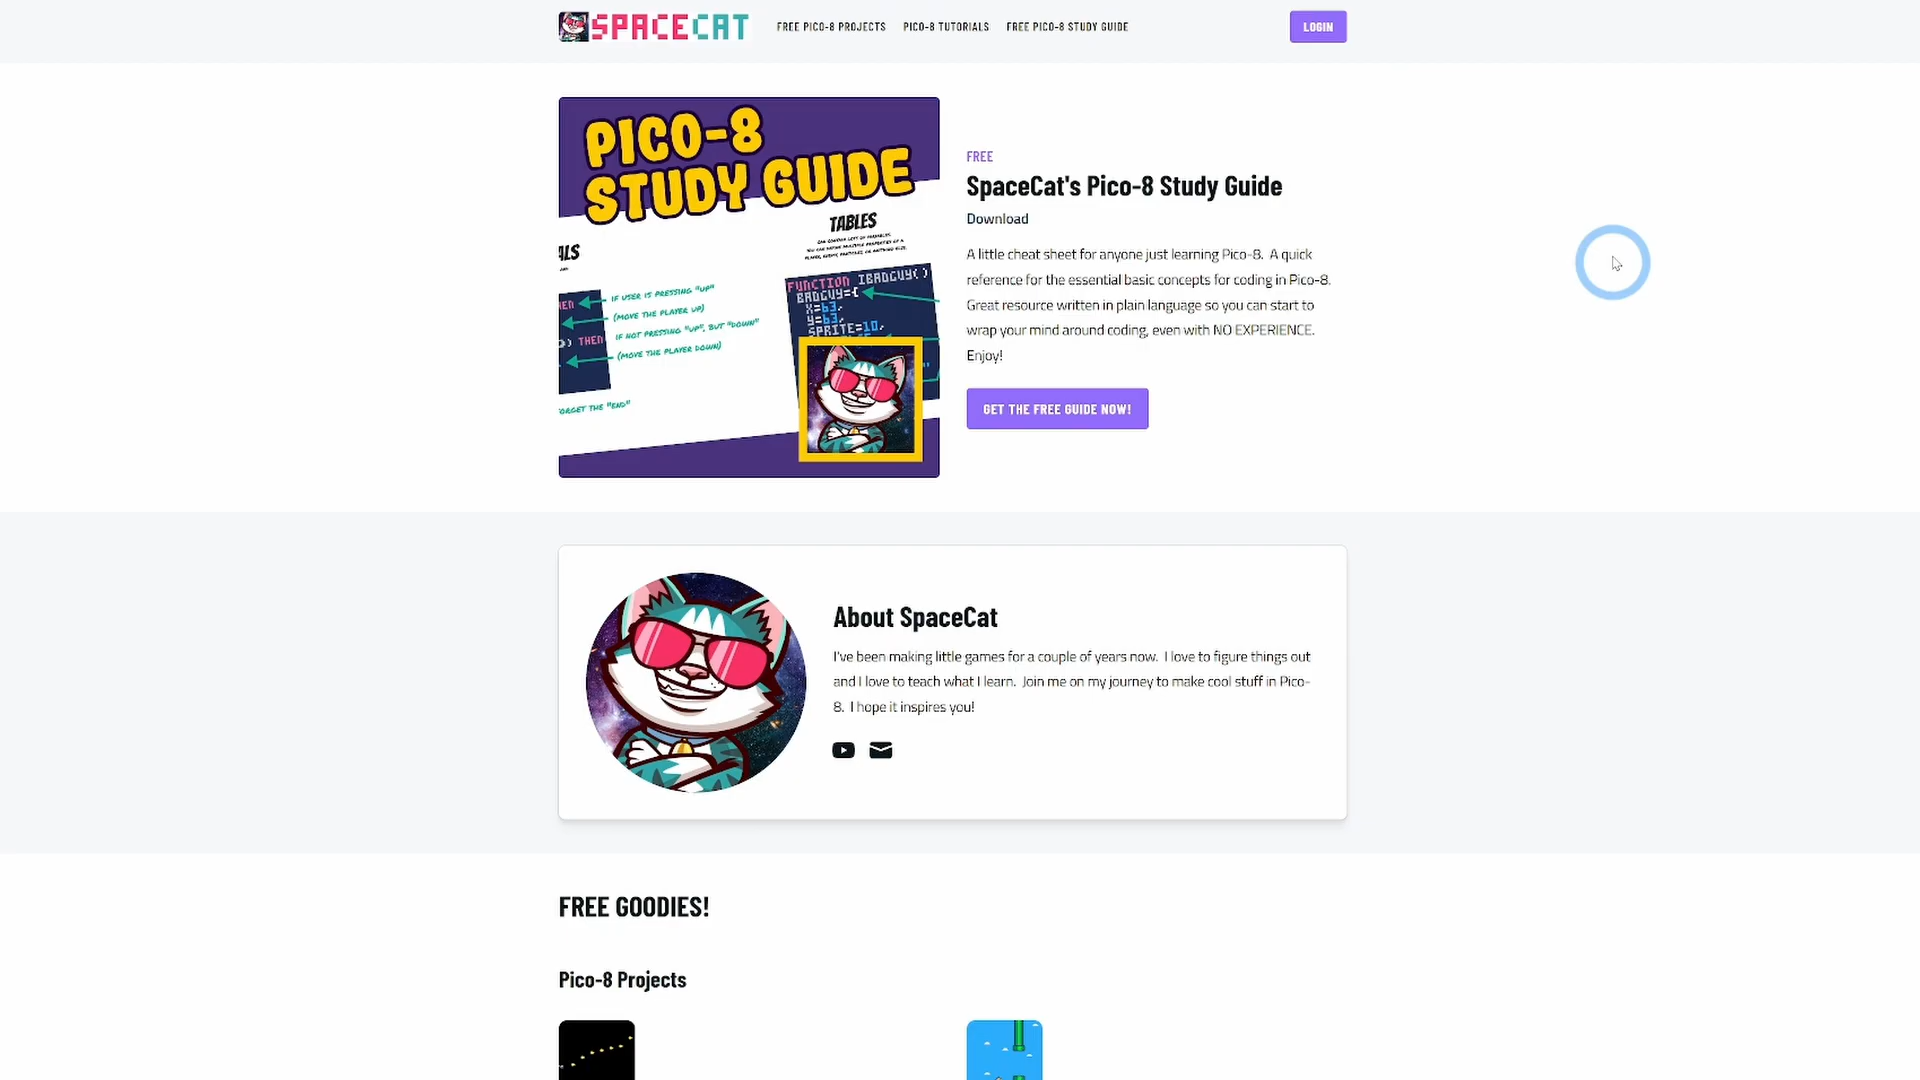 SPACECAT
FREE PICO-8 PROJECTS
PICO-8 TUTORIALS
FREE PICO-8 STUDY GUIDE
LOGIN
PICO-8
STUDY GUIDE
TABLES
IF USER IS PRESSING "UP"
(MOVE THE PLAYER UP)
IF NOT PRESSING "UP", BUT "DOWN"
(MOVE THE PLAYER DOWN)
THEN
FUNCTION IBADGUY()
BADGUY={
X=63,
Y=63,
SPRITE=10,
THE "END"
FREE
SpaceCat's Pico-8 Study Guide
Download
A little cheat sheet for anyone just learning Pico-8. A quick
reference for the essential basic concepts for coding in Pico-8.
Great resource written in plain language so you can start to
wrap your mind around coding, even with NO EXPERIENCE.
Enjoy!
GET THE FREE GUIDE NOW!
About SpaceCat
I've been making little games for a couple of years now. I love to figure things out
and I love to teach what I learn. Join me on my journey to make cool stuff in Pico-
8. I hope it inspires you!
FREE GOODIES!
Pico-8 Projects